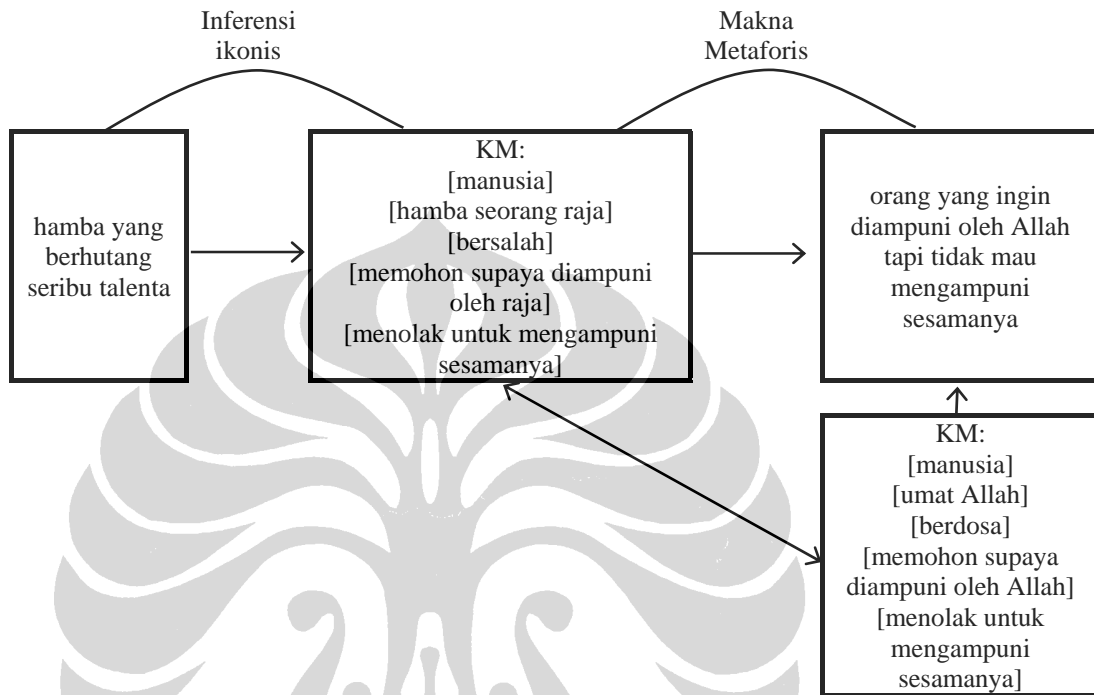 Inferensi
ikonis
Makna
Metaforis
hamba yang
berhutang
seribu talenta
KM:
[manusia]
[hamba seorang raja]
[bersalah]
[memohon supaya diampuni
oleh raja]
[menolak untuk mengampuni
sesamanya]
orang yang ingin
diampuni oleh Allah
tapi tidak mau
mengampuni
sesamanya
KM:
[manusia]
[umat Allah]
[berdosa]
[memohon supaya
diampuni oleh Allah]
[menolak untuk
mengampuni
sesamanya]